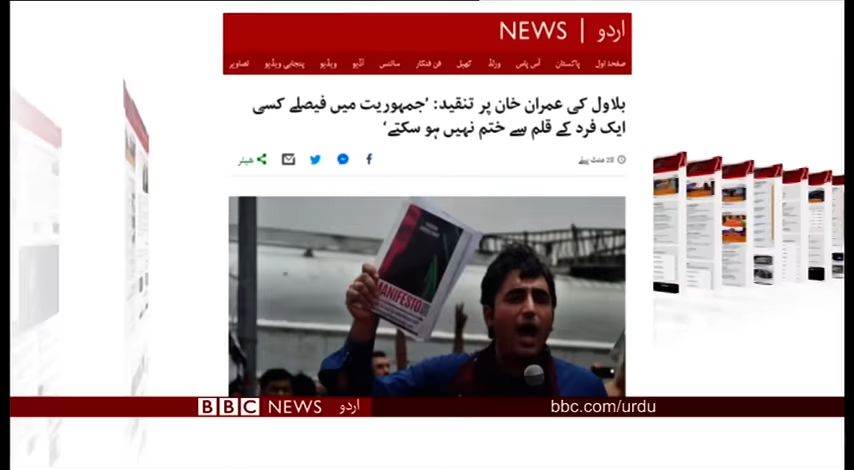 NEWS | اردو
صفحۂ اول پاکستان آس پاس ورلڈ کھیل فن فنکار سائنس آڈیو ویڈیو پنجابی ویڈیو تصاویر
بلاول کی عمران خان پر تنقید: ’جمہوریت میں فیصلے کسی
ایک فرد کے قلم سے ختم نہیں ہو سکتے‘
28 منٹ پہلے
شیئر
MANIFESTO
BBC NEWS اردو
bbc.com/urdu